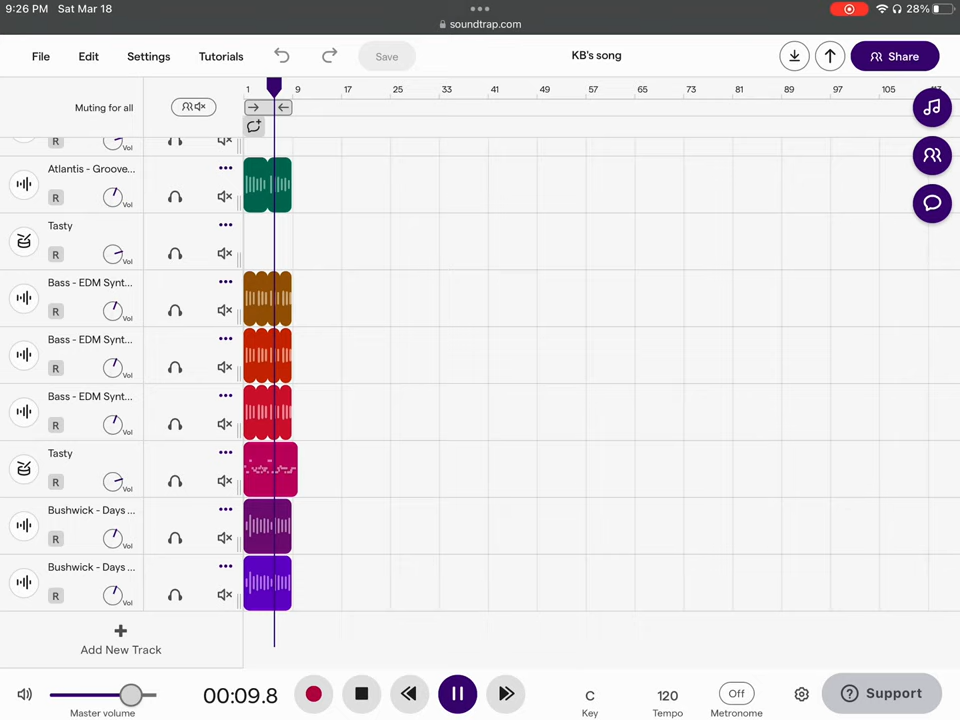 9:26 PM Sat Mar 18
28%
soundtrap.com
File Edit Settings Tutorials Save KB's song Share
Muting for all
1 9 17 25 33 41 49 57 65 73 81 89 97 105
R Vol
Atlantis - Groove...
R Vol
Tasty
R Vol
Bass - EDM Synt...
R Vol
Bass - EDM Synt...
R Vol
Bass - EDM Synt...
R Vol
Tasty
R Vol
Bushwick - Days ...
R Vol
Bushwick - Days ...
R Vol
Add New Track
Master volume
00:09.8
C
Key
120
Tempo
Off
Metronome
Support